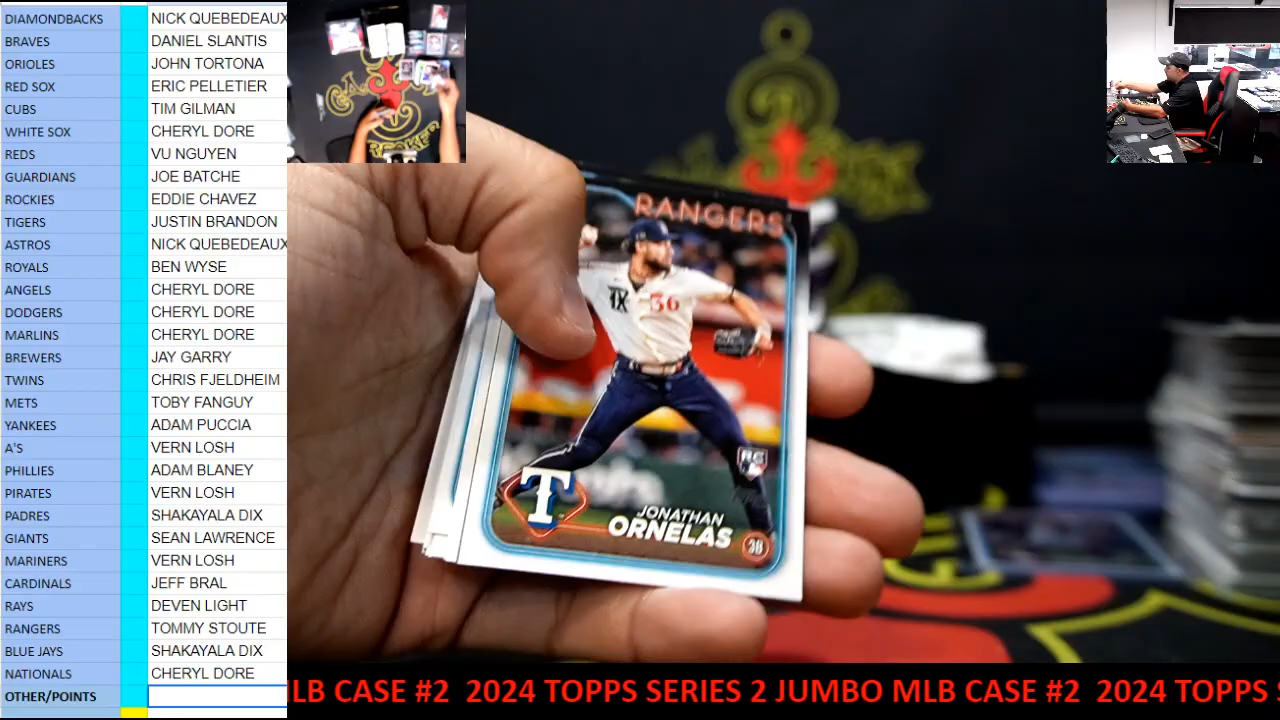 DIAMONDBACKS NICK QUEBEDEAUX
BRAVES DANIEL SLANTIS
ORIOLES JOHN TORTONA
RED SOX ERIC PELLETIER
CUBS TIM GILMAN
WHITE SOX CHERYL DORE
REDS VU NGUYEN
GUARDIANS JOE BATCHE
ROCKIES EDDIE CHAVEZ
TIGERS JUSTIN BRANDON
ASTROS NICK QUEBEDEAUX
ROYALS BEN WYSE
ANGELS CHERYL DORE
DODGERS CHERYL DORE
MARLINS CHERYL DORE
BREWERS JAY GARRY
TWINS CHRIS FJELDHEIM
METS TOBY FANGUY
YANKEES ADAM PUCCIA
A'S VERN LOSH
PHILLIES ADAM BLANEY
PIRATES VERN LOSH
PADRES SHAKAYALA DIX
GIANTS SEAN LAWRENCE
MARINERS VERN LOSH
CARDINALS JEFF BRAL
RAYS DEVEN LIGHT
RANGERS TOMMY STOUTE
BLUE JAYS SHAKAYALA DIX
NATIONALS CHERYL DORE
OTHER/POINTS
RANGERS
TX 36
RC
T
JONATHAN
ORNELAS
MLB CASE #2 2024 TOPPS SERIES 2 JUMBO MLB CASE #2 2024 TOPPS S